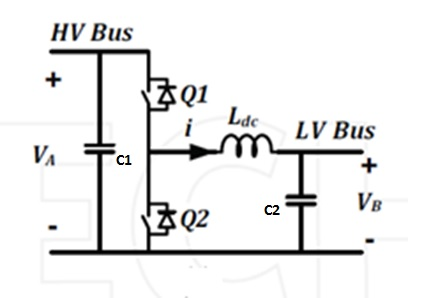 HV Bus
+
Q1
i
L_dc
LV Bus
V_A
C1
+
C2
V_B
-
Q2
-